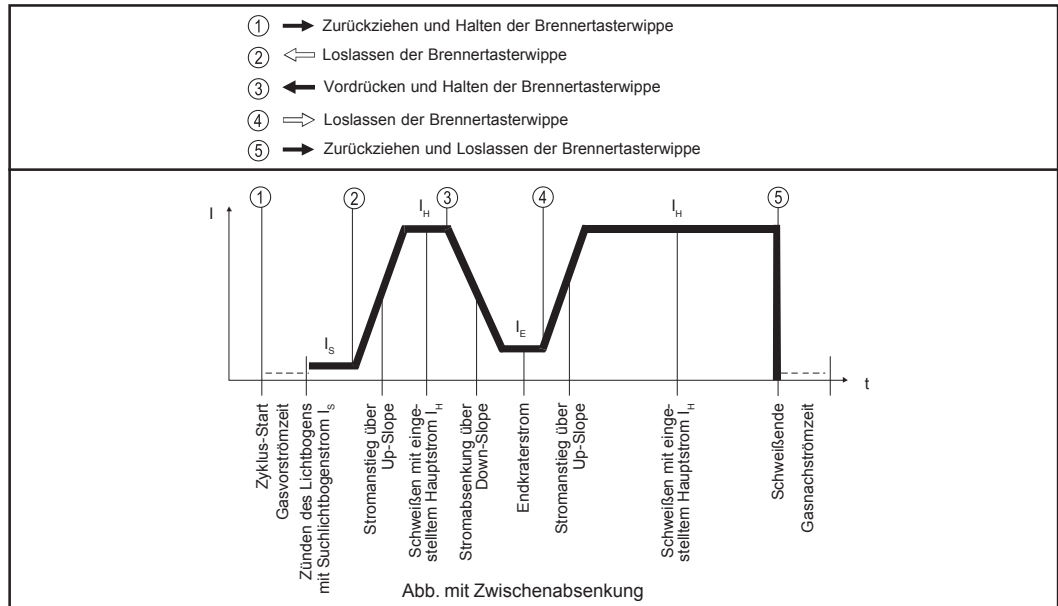 ① Zurückziehen und Halten der Brennertasterwippe
② Loslassen der Brennertasterwippe
③ Vordrücken und Halten der Brennertasterwippe
④ Loslassen der Brennertasterwippe
⑤ Zurückziehen und Loslassen der Brennertasterwippe
① ② ③ ④ ⑤
I
I_H
I_H
I_S
I_E
t
Zyklus-Start
Gasvorströmzeit
Zünden des Lichtbogens
mit Suchlichtbogenstrom I_S
Stromanstieg über
Up-Slope
Schweißen mit einge-
stelltem Hauptstrom I_H
Stromabsenkung über
Down-Slope
Endkraterstrom
Stromanstieg über
Up-Slope
Schweißen mit einge-
stelltem Hauptstrom I_H
Schweißende
Gasnachströmzeit
Abb. mit Zwischenabsenkung